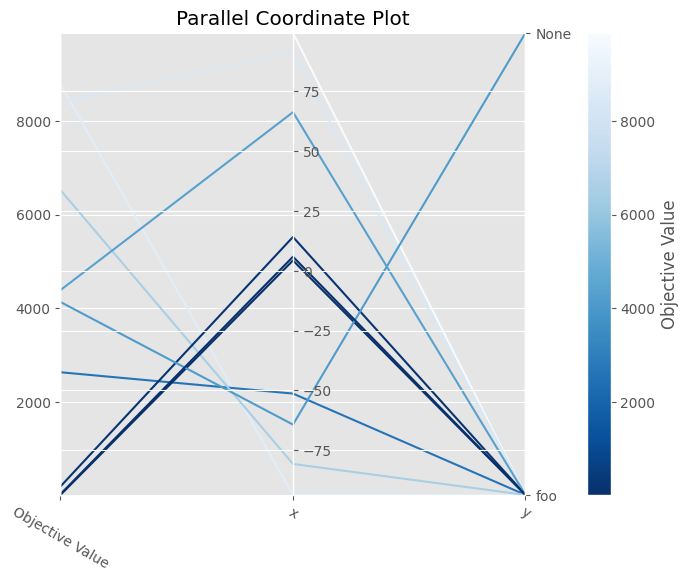 Parallel Coordinate Plot
None
75
8000
8000
50
6000
25
6000
0
4000
−25
4000
−50
2000
2000
−75
foo
Objective Value
x
y
Objective Value